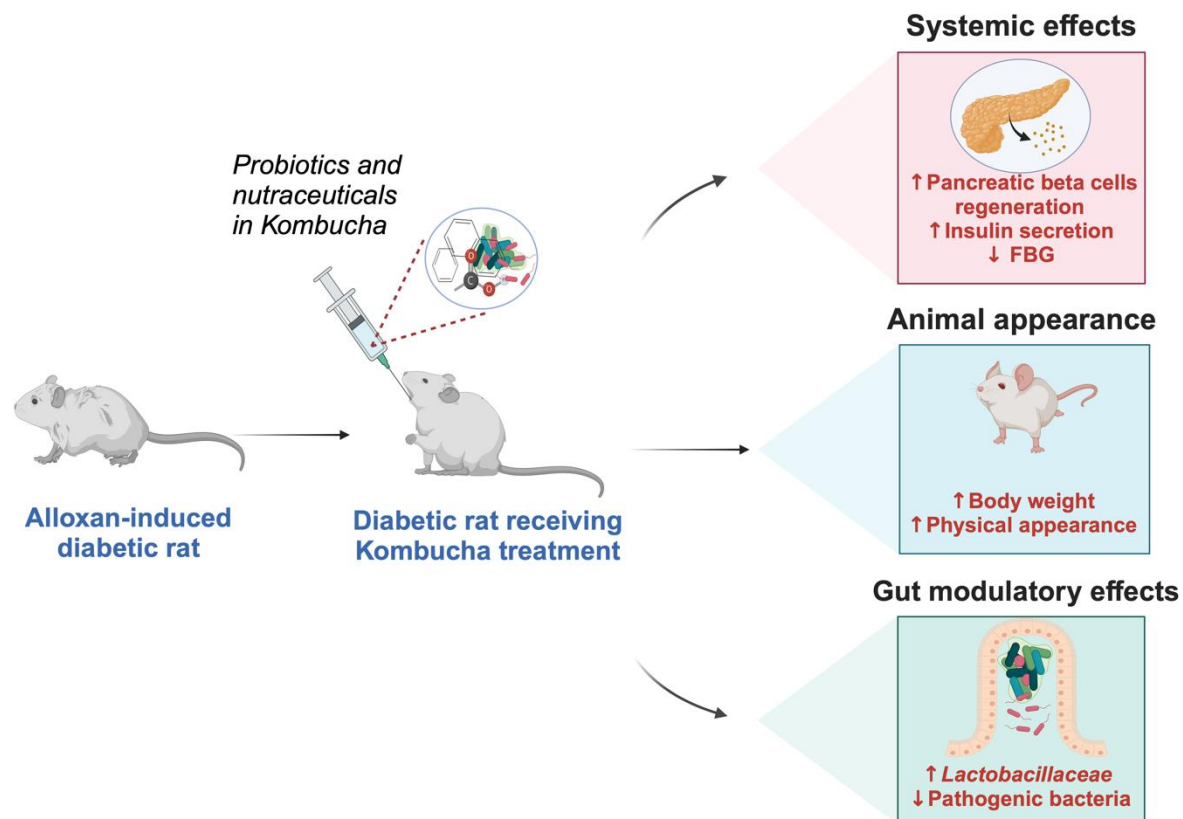 Systemic effects
↑Pancreatic beta cells
regeneration
↑Insulin secretion
↓ FBG
Probiotics and
nutraceuticals
in Kombucha
O
C
O
O
Animal appearance
↑Body weight
↑Physical appearance
Alloxan-induced
diabetic rat
Diabetic rat receiving
Kombucha treatment
Gut modulatory effects
↑ Lactobacillaceae
↓Pathogenic bacteria